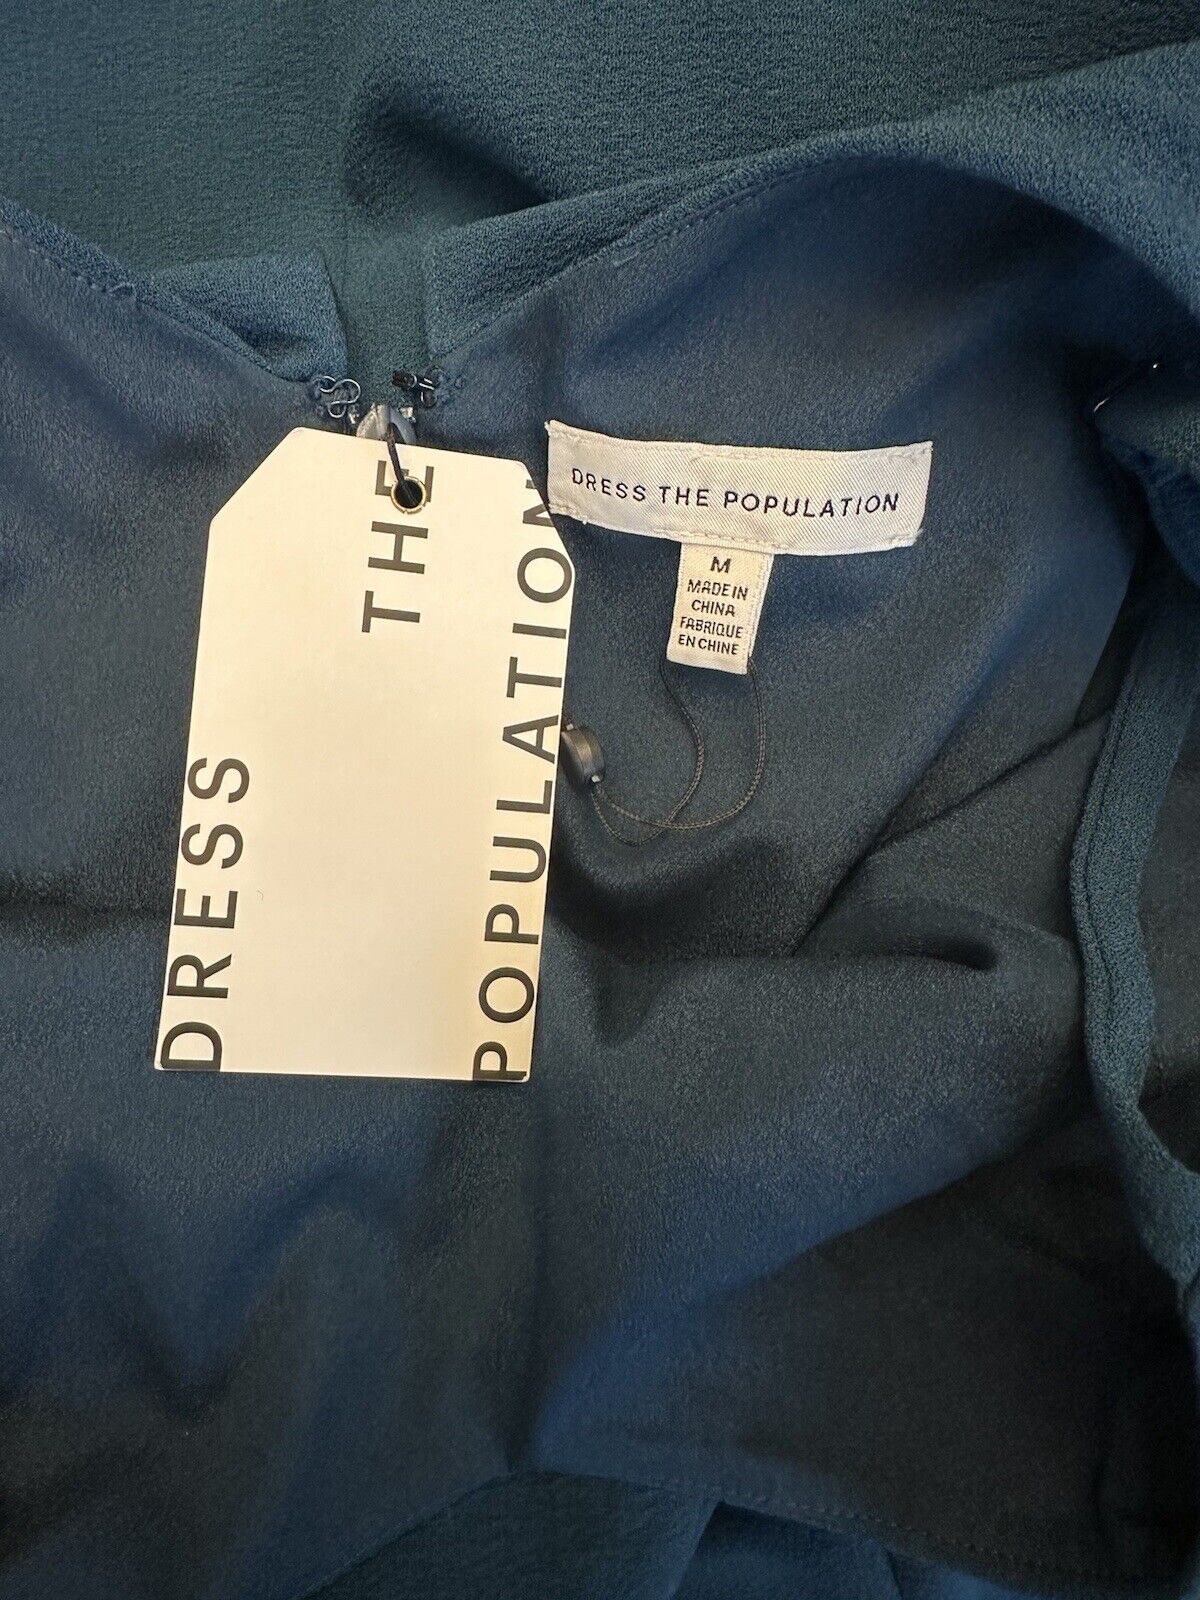 DRESS
THE
POPULATION
DRESS THE POPULATION
M
MADE IN
CHINA
FABRIQUE
EN CHINE